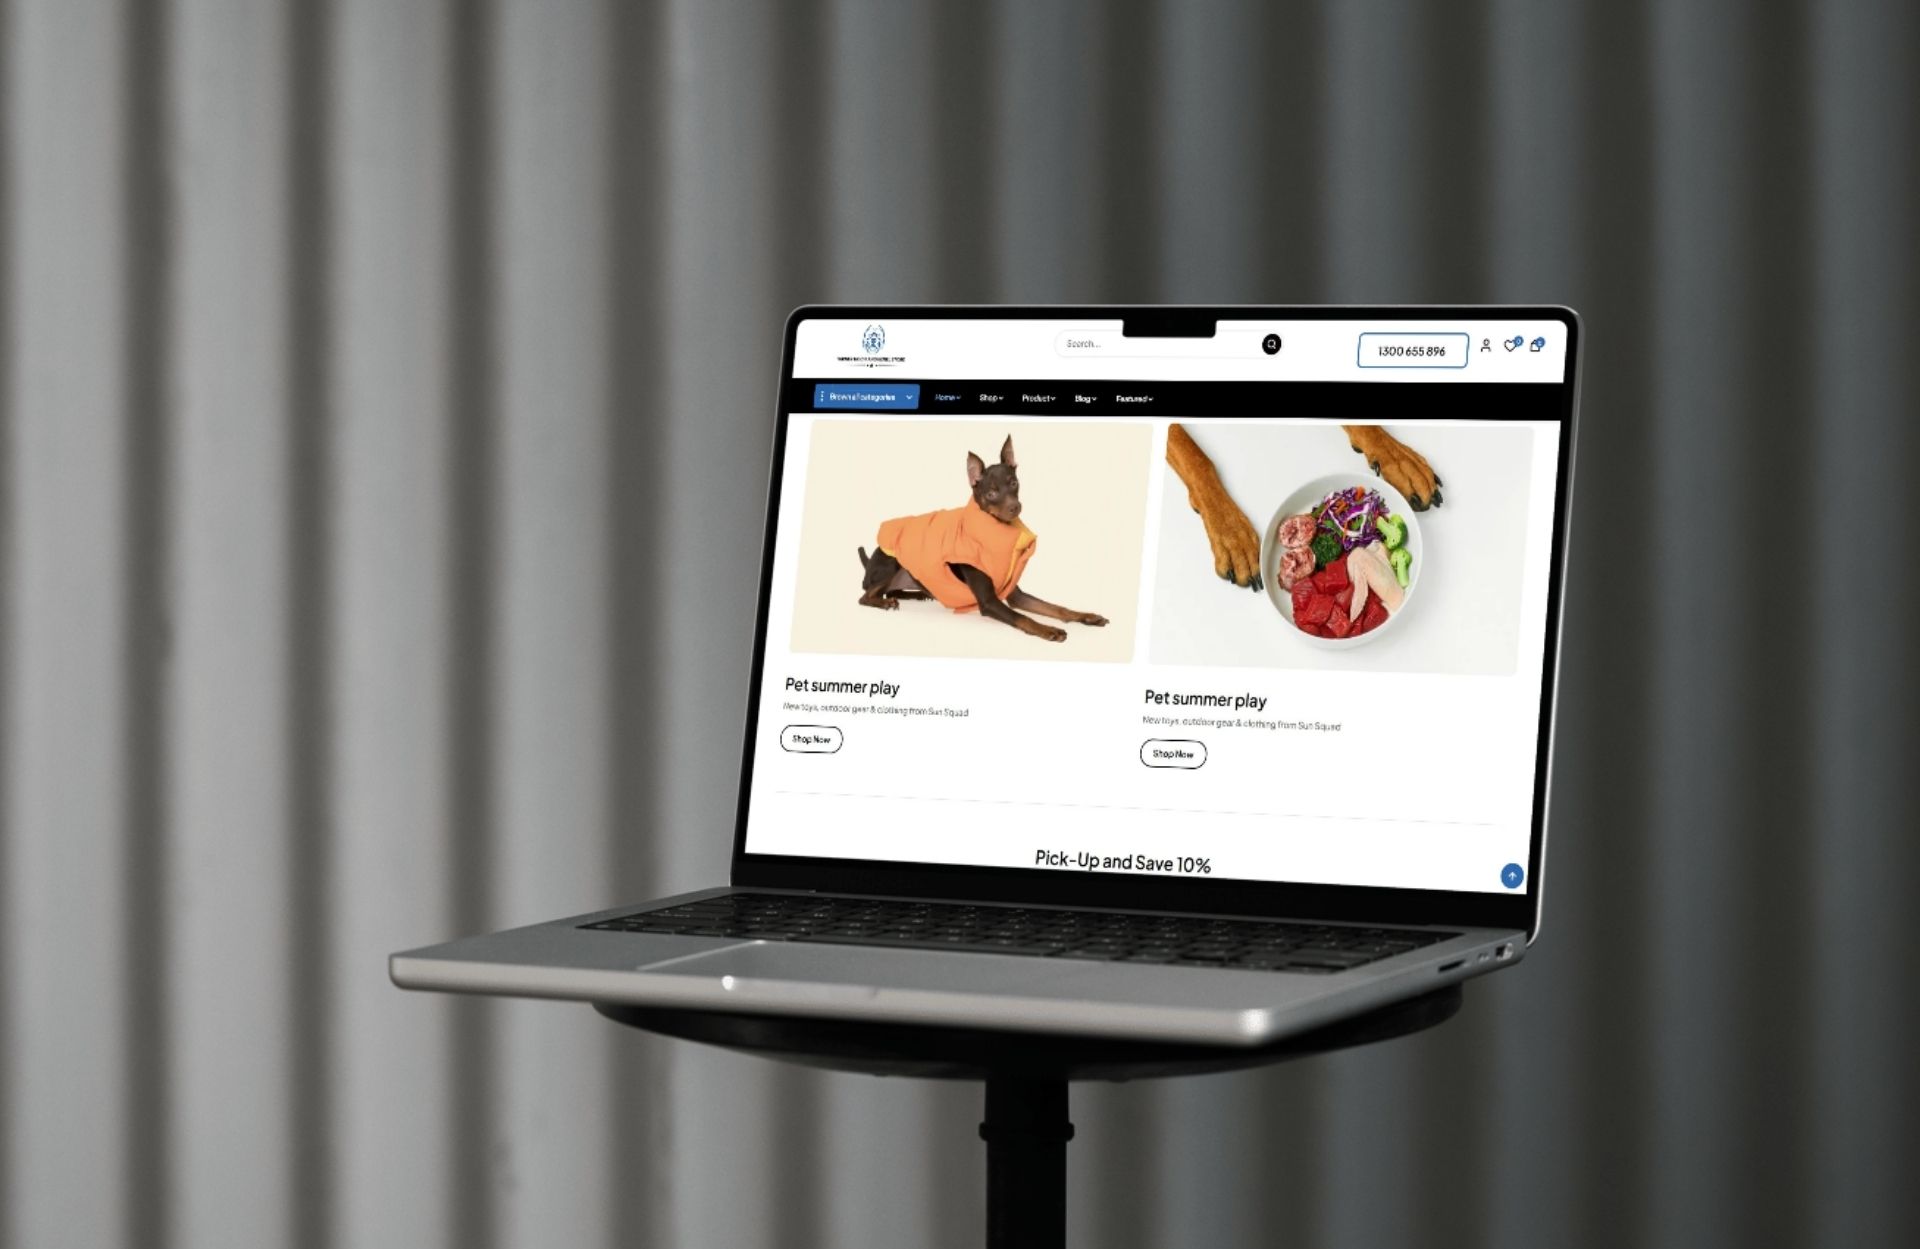 Search...
1300 655 896
0
Brown all categories
Home
Shop
Product
Blog
Featured
Pet summer play
New toys, outdoor gear & clothing from Sun Squad
Shop Now
Pet summer play
New toys, outdoor gear & clothing from Sun Squad
Shop Now
Pick-Up and Save 10%